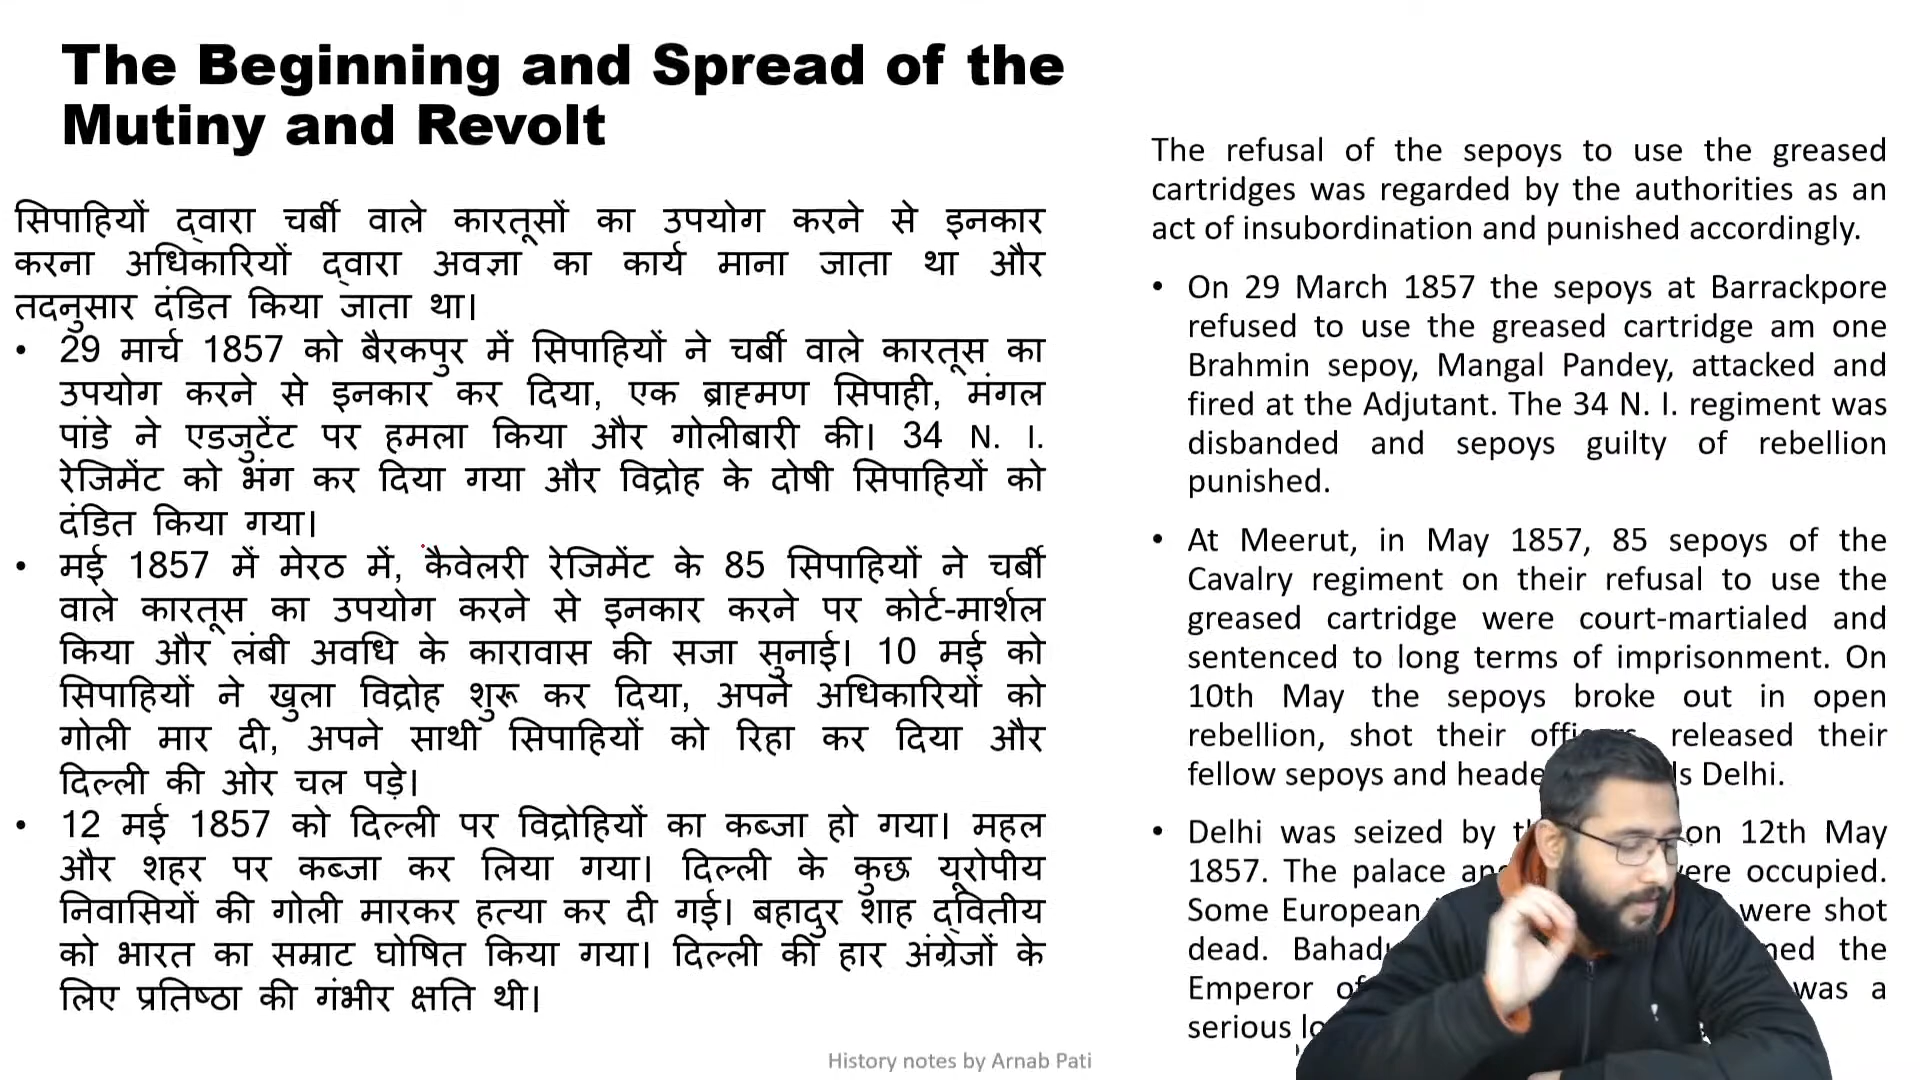 The Beginning and Spread of the
Mutiny and Revolt
सिपाहियों द्वारा चर्बी वाले कारतूसों का उपयोग करने से इनकार
करना अधिकारियों द्वारा अवज्ञा का कार्य माना जाता था और
तदनुसार दंडित किया जाता था।
• 29 मार्च 1857 को बैरकपुर में सिपाहियों ने चर्बी वाले कारतूस का
उपयोग करने से इनकार कर दिया, एक ब्राह्मण सिपाही, मंगल
पांडे ने एडजुटेंट पर हमला किया और गोलीबारी की। 34 N. I.
रेजिमेंट को भंग कर दिया गया और विद्रोह के दोषी सिपाहियों को
दंडित किया गया।
• मई 1857 में मेरठ में, कैवेलरी रेजिमेंट के 85 सिपाहियों ने चर्बी
वाले कारतूस का उपयोग करने से इनकार करने पर कोर्ट-मार्शल
किया और लंबी अवधि के कारावास की सजा सुनाई। 10 मई को
सिपाहियों ने खुला विद्रोह शुरू कर दिया, अपने अधिकारियों को
गोली मार दी, अपने साथी सिपाहियों को रिहा कर दिया और
दिल्ली की ओर चल पड़े।
• 12 मई 1857 को दिल्ली पर विद्रोहियों का कब्जा हो गया। महल
और शहर पर कब्जा कर लिया गया। दिल्ली के कुछ यूरोपीय
निवासियों की गोली मारकर हत्या कर दी गई। बहादुर शाह द्वितीय
को भारत का सम्राट घोषित किया गया। दिल्ली की हार अंग्रेजों के
लिए प्रतिष्ठा की गंभीर क्षति थी।
The refusal of the sepoys to use the greased
cartridges was regarded by the authorities as an
act of insubordination and punished accordingly.
• On 29 March 1857 the sepoys at Barrackpore
refused to use the greased cartridge am one
Brahmin sepoy, Mangal Pandey, attacked and
fired at the Adjutant. The 34 N. I. regiment was
disbanded and sepoys guilty of rebellion
punished.
• At Meerut, in May 1857, 85 sepoys of the
Cavalry regiment on their refusal to use the
greased cartridge were court-martialed and
sentenced to long terms of imprisonment. On
10th May the sepoys broke out in open
rebellion, shot their released their
fellow sepoys and Delhi.
• Delhi was seized by on 12th May
1857. The palace occupied.
Some European were shot
dead. the
Emperor was a
serious
History notes by Arnab Pati